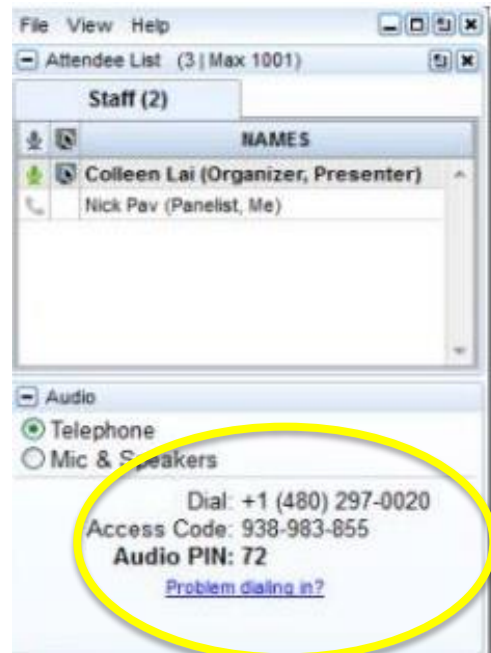 File View Help
Attendee List (3 | Max 1001)
Staff (2)
NAMES
Colleen Lai (Organizer, Presenter)
Nick Pav (Panelist, Me)
Audio
Telephone
Mic & Speakers
Dial: +1 (480) 297-0020
Access Code: 938-983-855
Audio PIN: 72
Problem dialing in?